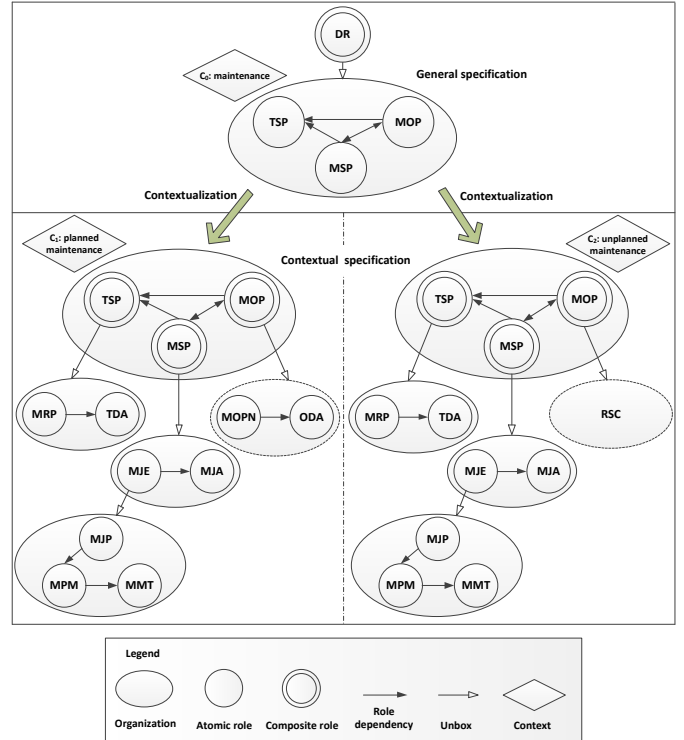 DR
C₀: maintenance
General specification
TSP
MOP
MSP
Contextualization
Contextualization
C₁: planned
maintenance
C₂: unplanned
maintenance
Contextual specification
TSP
MOP
MSP
MRP
TDA
MOPN
ODA
MJE
MJA
MJP
MPM
MMT
TSP
MOP
MSP
MRP
TDA
RSC
MJE
MJA
MJP
MPM
MMT
Legend
Organization
Atomic role
Composite role
Role
dependency
Unbox
Context